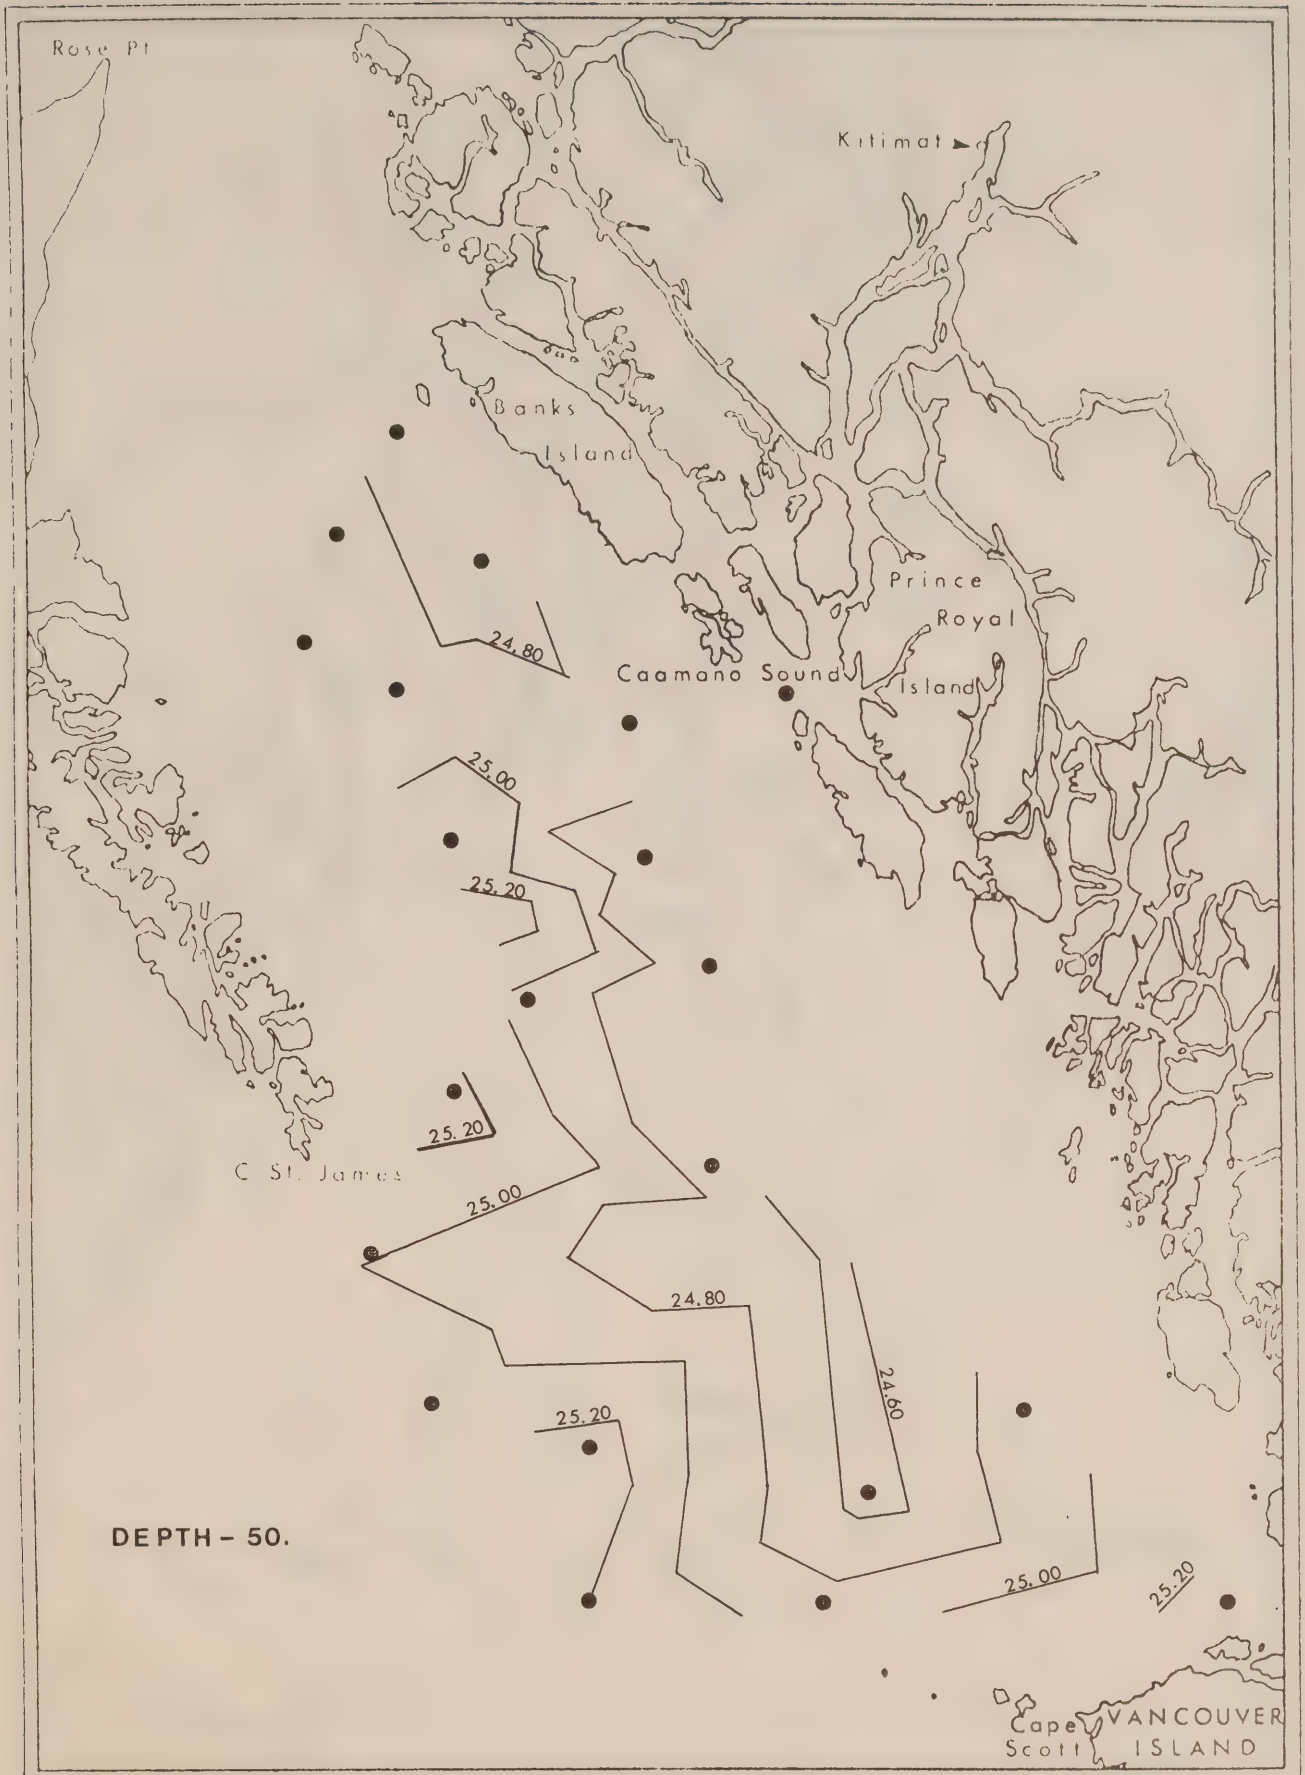 Rose Pt
Kitimat
Banks
Island
Prince
Royal
Island
24.80
Caamano Sound
25.00
25.20
25.20
C St. James
25.00
24.80
24.60
25.20
DEPTH – 50.
25.00
25.20
Cape
Scott
VANCOUVER
ISLAND